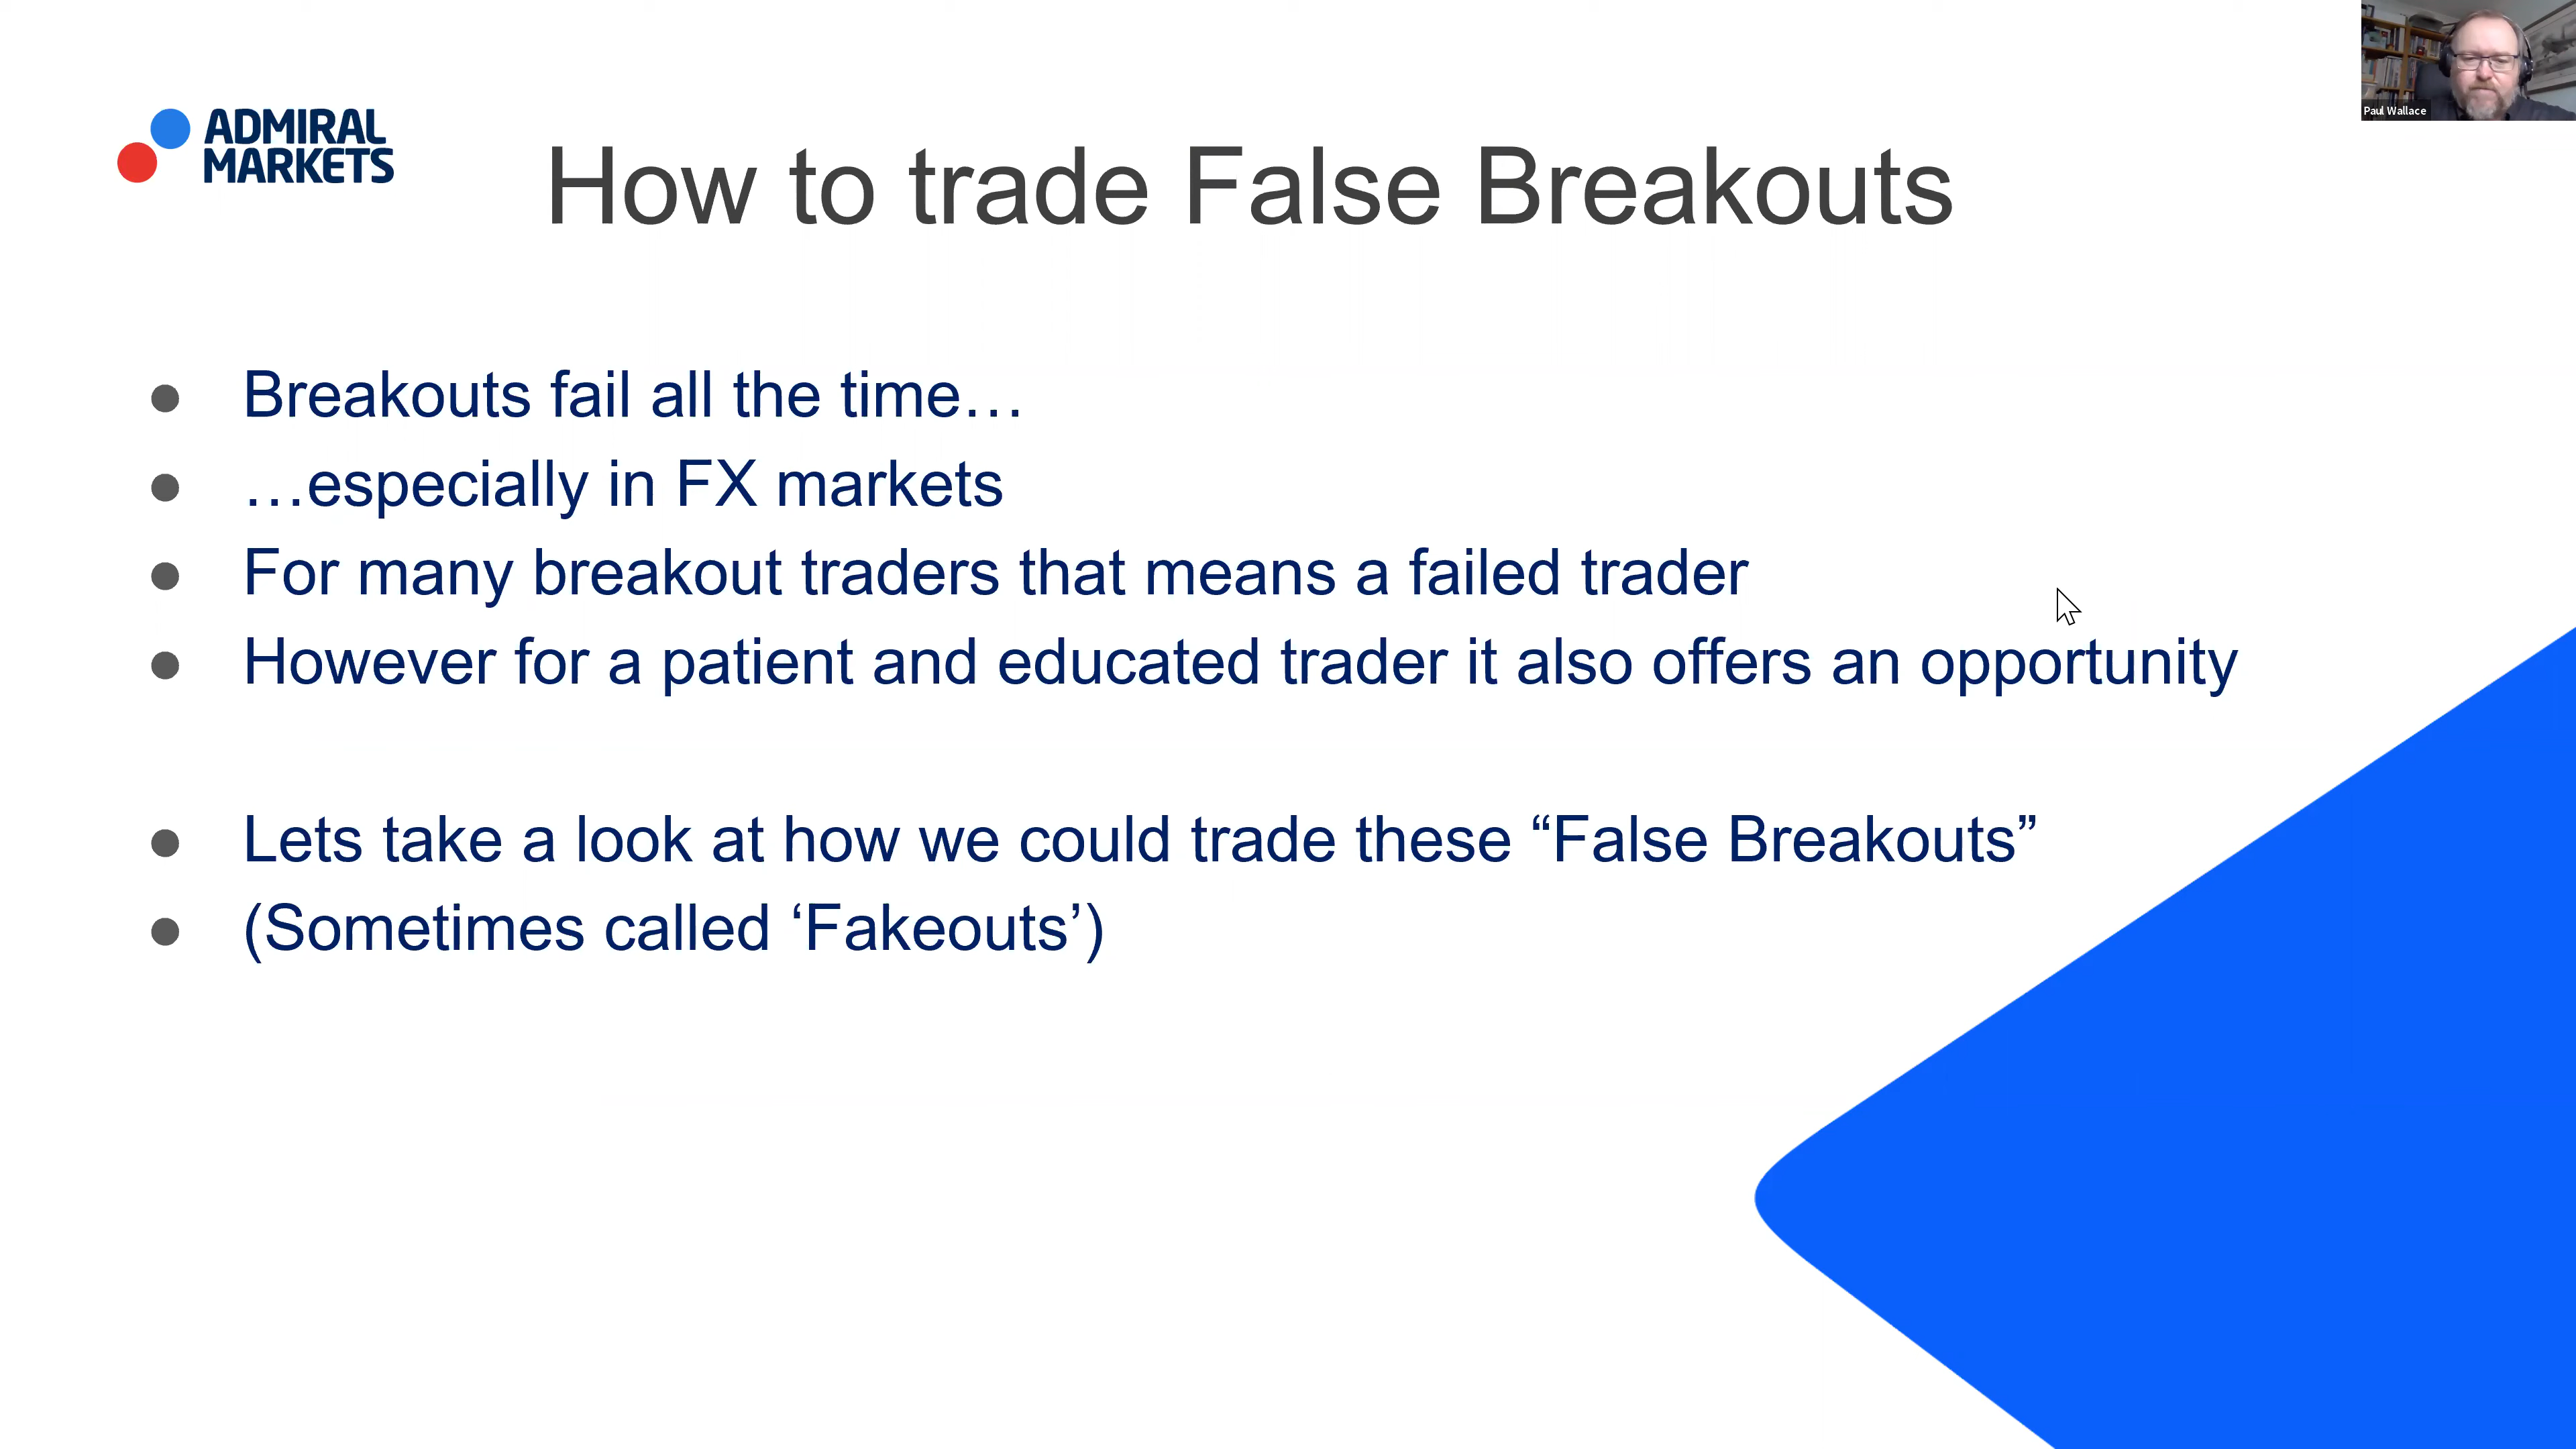 Paul Wallace
ADMIRAL
MARKETS
How to trade False Breakouts
Breakouts fail all the time…
…especially in FX markets
For many breakout traders that means a failed trader
However for a patient and educated trader it also offers an opportunity
Lets take a look at how we could trade these “False Breakouts”
(Sometimes called ‘Fakeouts’)